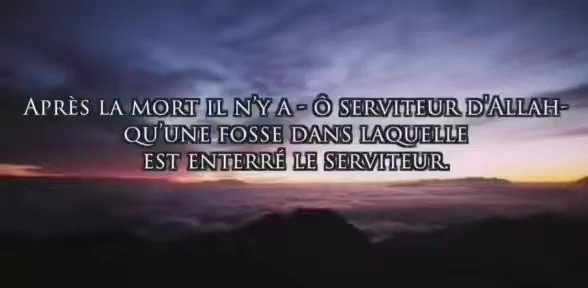 Après la mort il n'y a - Ô serviteur d'Allah-
qu'une fosse dans laquelle
est enterré le serviteur.